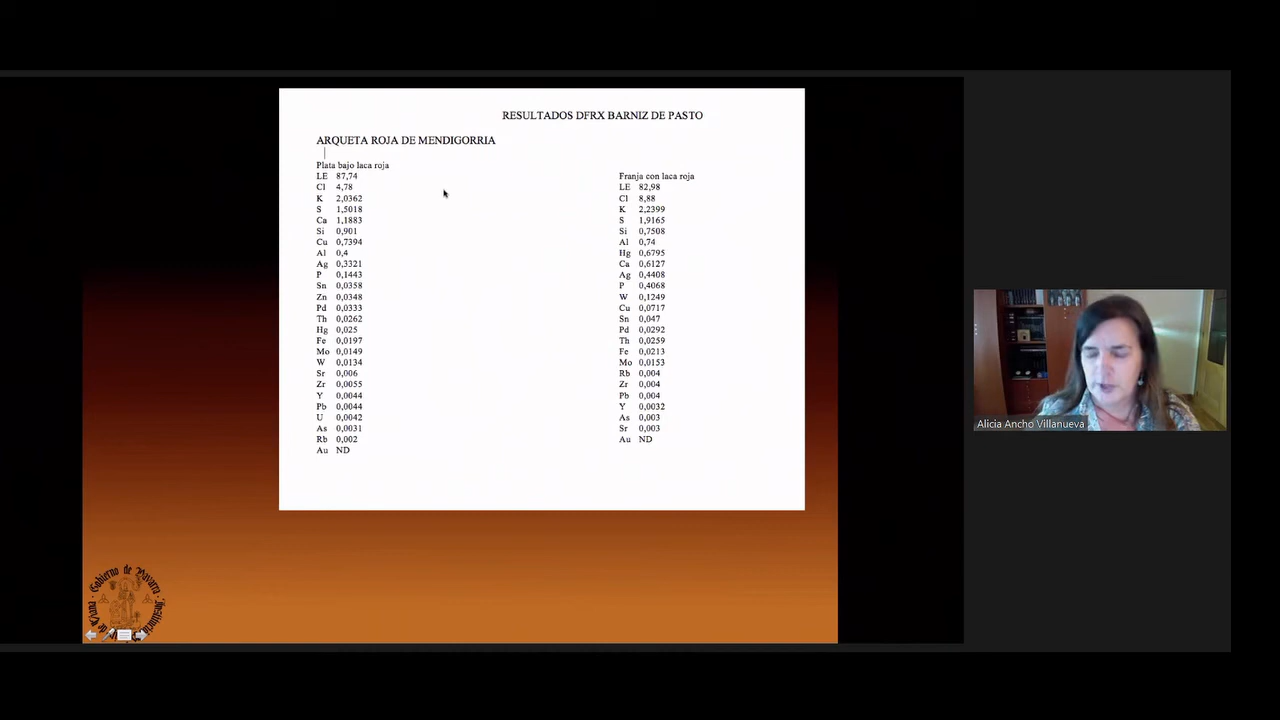 RESULTADOS DFRX BARNIZ DE PASTO
ARQUETA ROJA DE MENDIGORRIA
Plata bajo laca roja
LE 87,74
Cl 4,78
K 2,0362
S 1,5018
Ca 1,1883
Si 0,901
Cu 0,7394
Al 0,4
Ag 0,3321
P 0,1443
Sn 0,0358
Zn 0,0348
Pd 0,0333
Th 0,0262
Hg 0,025
Fe 0,0197
Mo 0,0149
W 0,0134
Sr 0,006
Zr 0,0055
Y 0,0044
Pb 0,0044
U 0,0042
As 0,0031
Rb 0,002
Au ND
Franja con laca roja
LE 82,98
Cl 8,88
K 2,2399
S 1,9165
Si 0,7508
Al 0,74
Hg 0,6795
Ca 0,6127
Ag 0,4408
P 0,4068
W 0,1249
Cu 0,0717
Sn 0,047
Pd 0,0292
Th 0,0259
Fe 0,0213
Mo 0,0153
Rb 0,004
Zr 0,004
Pb 0,004
Y 0,0032
As 0,003
Sr 0,003
Au ND
Alicia Ancho Villanueva
Gobierno de Navarra